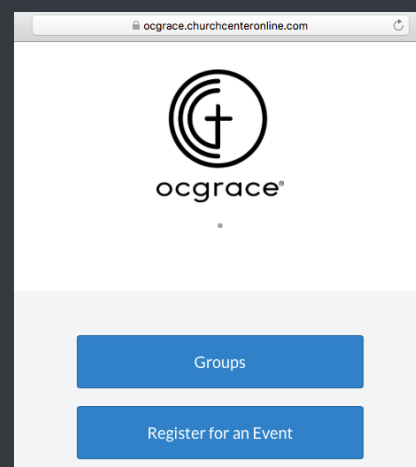 ocgrace.churchcenteronline.com
ocgrace®
Groups
Register for an Event